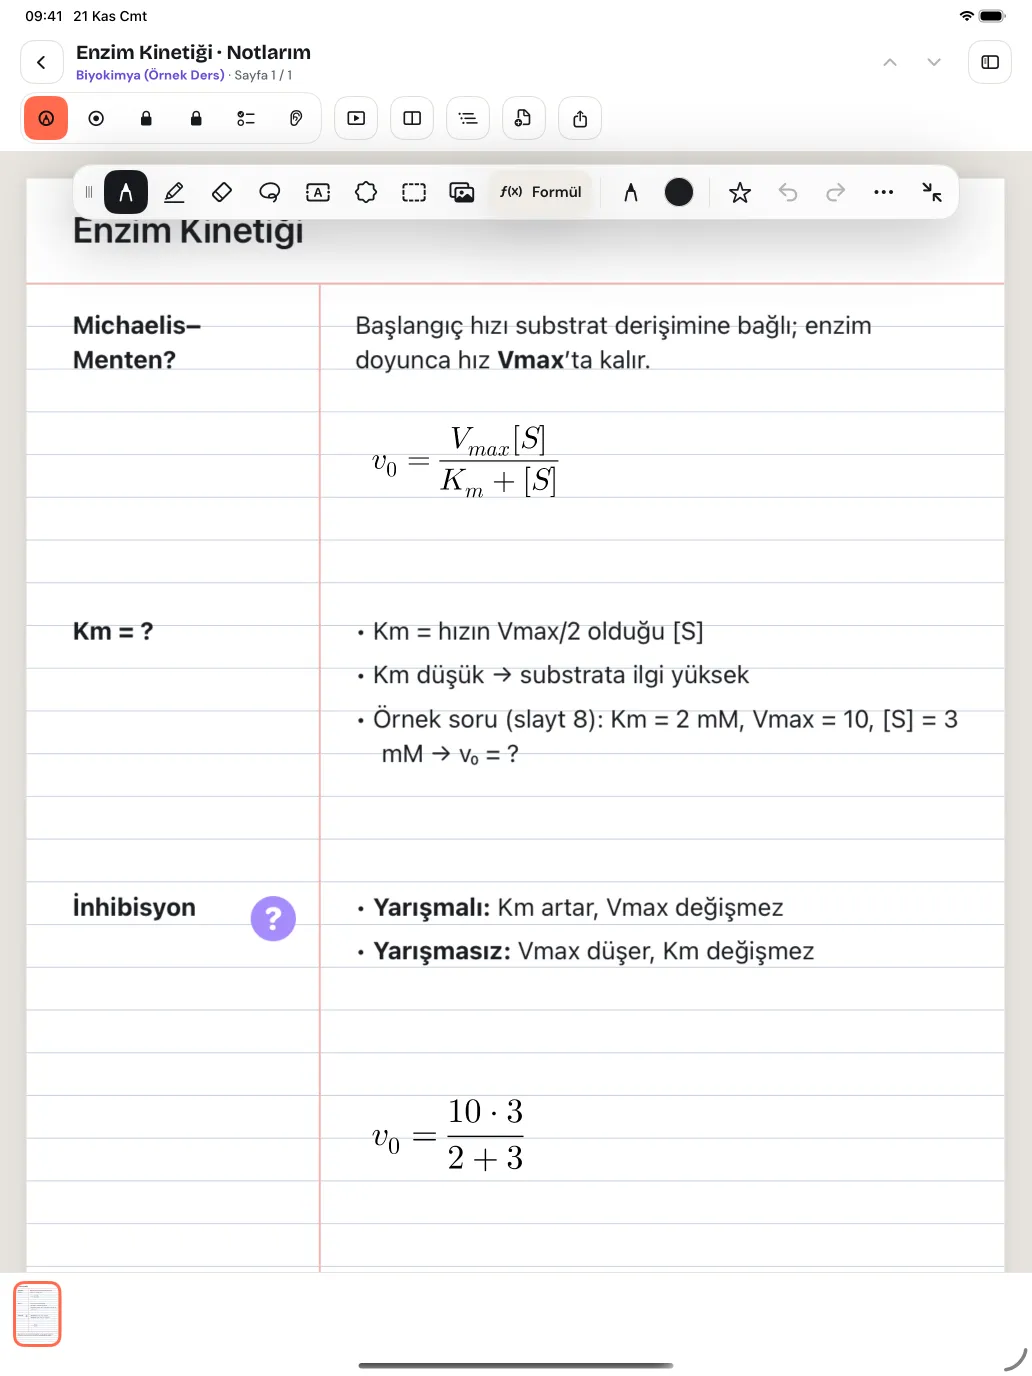 09:41 21 Kas Cmt
Enzim Kinetiği · Notlarım
Biyokimya (Örnek Ders) · Sayfa 1 / 1
A
f(x) Formül
Enzim Kinetiği
Michaelis–
Menten?
Başlangıç hızı substrat derişimine bağlı; enzim
doyunca hız Vmax’ta kalır.
v₀ = V_max[S] / K_m + [S]
Km = ?
• Km = hızın Vmax/2 olduğu [S]
• Km düşük → substrata ilgi yüksek
• Örnek soru (slayt 8): Km = 2 mM, Vmax = 10, [S] = 3
mM → v₀ = ?
İnhibisyon
?
• Yarışmalı: Km artar, Vmax değişmez
• Yarışmasız: Vmax düşer, Km değişmez
v₀ = 10 · 3 / 2 + 3